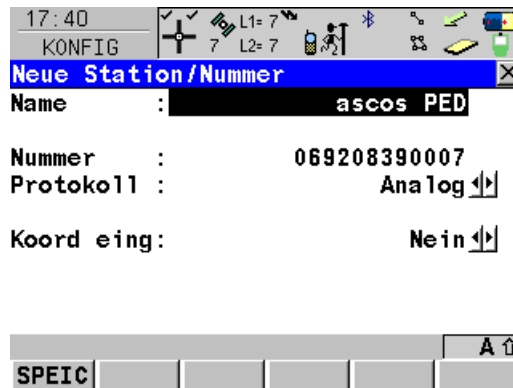 17:40
KONFIG
7
L1= 7
L2= 7
Neue Station/Nummer
Name : ascos PED
Nummer : 069208390007
Protokoll : Analog
Koord eing: Nein
A
SPEIC